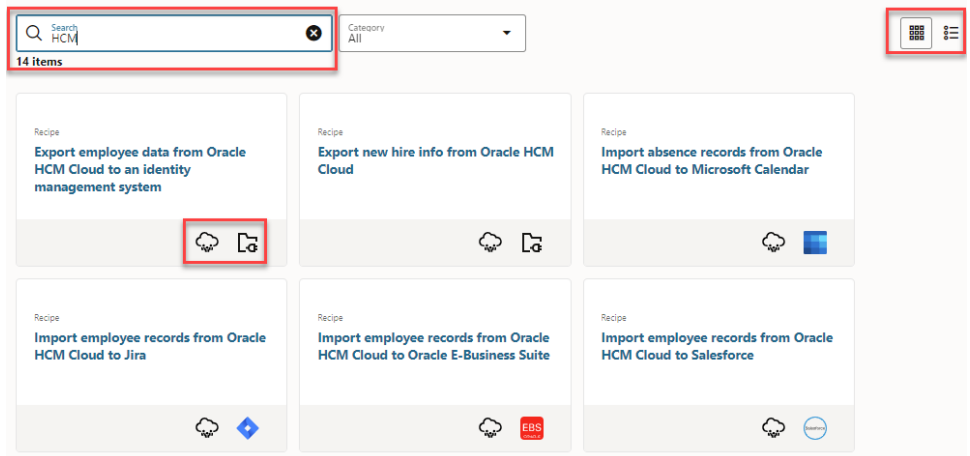 Search
HCM
Category
All
14 items
Recipe
Export employee data from Oracle
HCM Cloud to an identity
management system
Recipe
Export new hire info from Oracle HCM
Cloud
Recipe
Import absence records from Oracle
HCM Cloud to Microsoft Calendar
Recipe
Import employee records from Oracle
HCM Cloud to Jira
Recipe
Import employee records from Oracle
HCM Cloud to Oracle E-Business Suite
EBS
ORACLE
Recipe
Import employee records from Oracle
HCM Cloud to Salesforce
salesforce